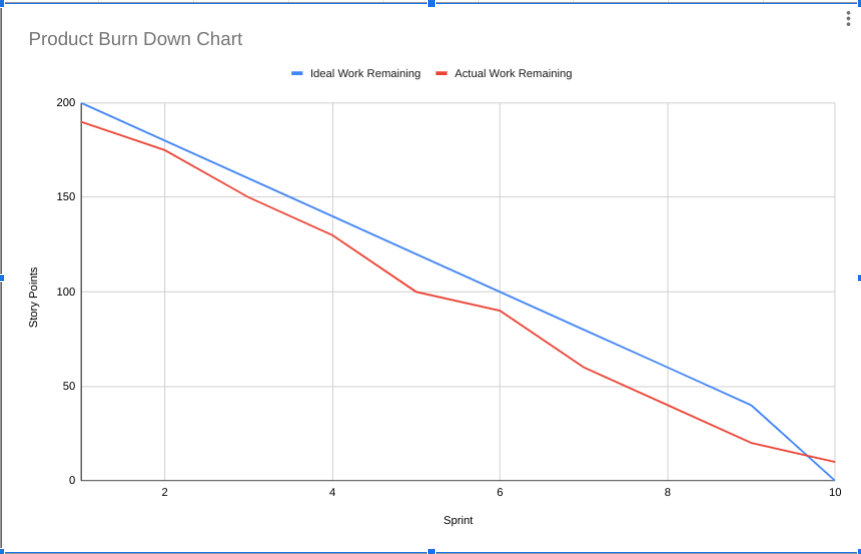 Product Burn Down Chart
Ideal Work Remaining
Actual Work Remaining
200
150
100
50
0
Story Points
2
4
6
8
10
Sprint